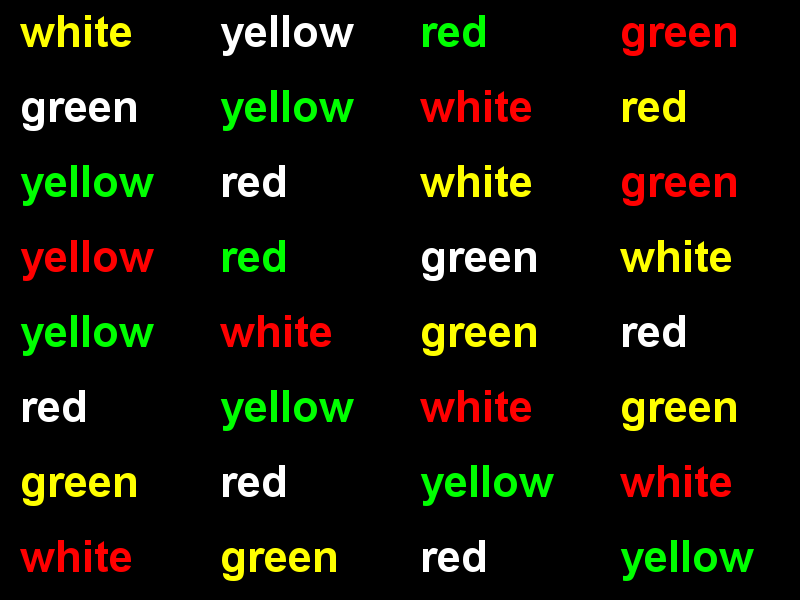 white yellow red green
green yellow white red
yellow red white green
yellow red green white
yellow white green red
red yellow white green
green red yellow white
white green red yellow